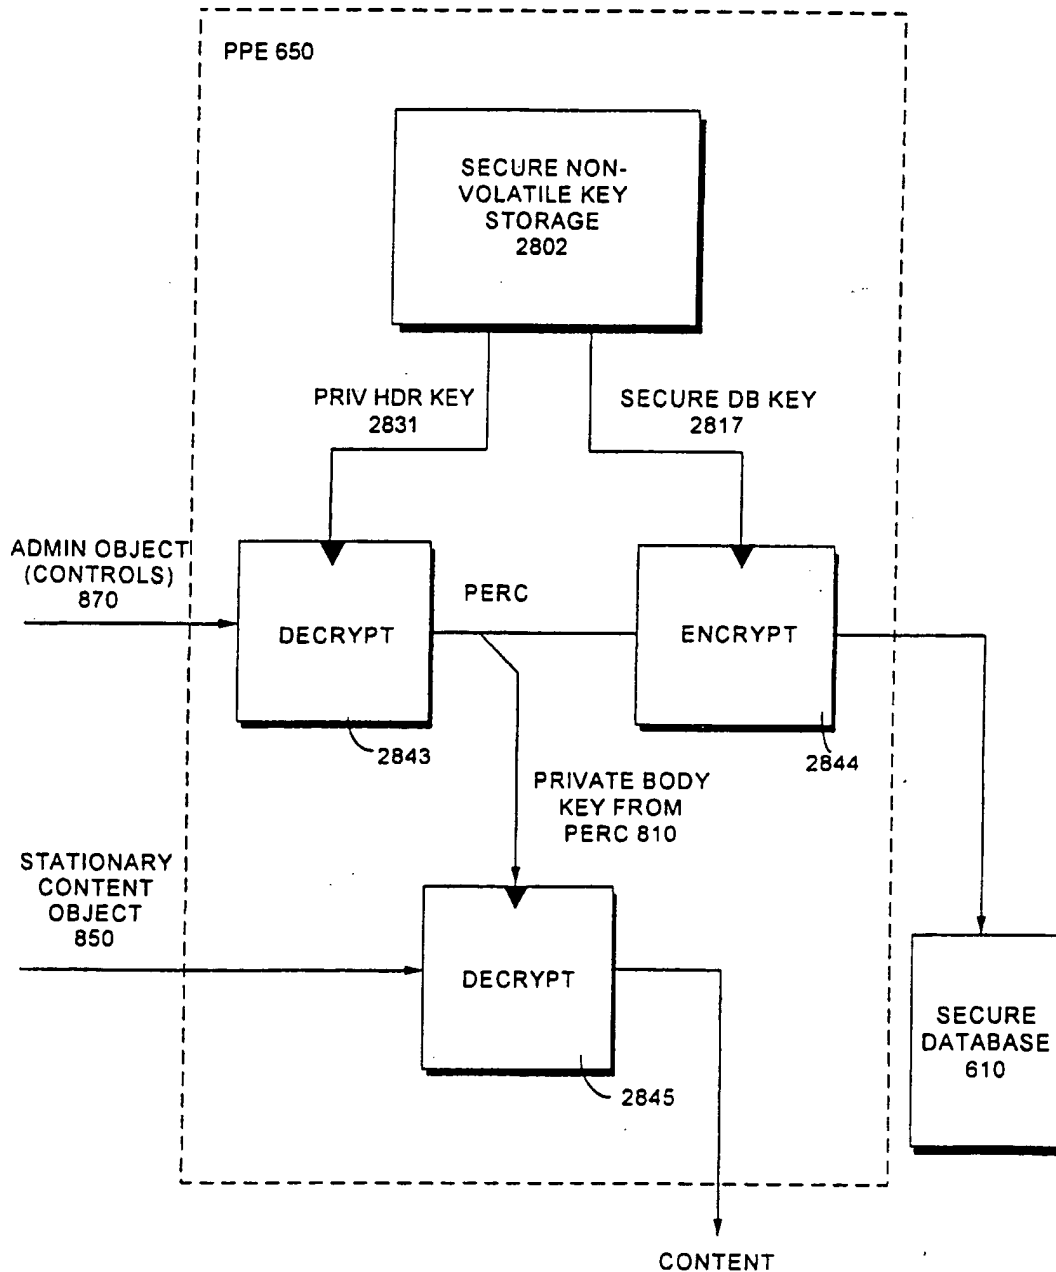 PPE 650
SECURE NON-
VOLATILE KEY
STORAGE
2802
PRIV HDR KEY
2831
SECURE DB KEY
2817
ADMIN OBJECT
(CONTROLS)
870
DECRYPT
PERC
ENCRYPT
2843
2844
PRIVATE BODY
KEY FROM
PERC 810
STATIONARY
CONTENT
OBJECT
850
DECRYPT
2845
SECURE
DATABASE
610
CONTENT